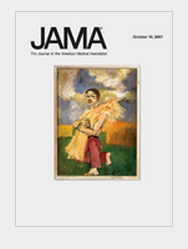 JAMA®
October 10, 2007
The Journal of the American Medical Association